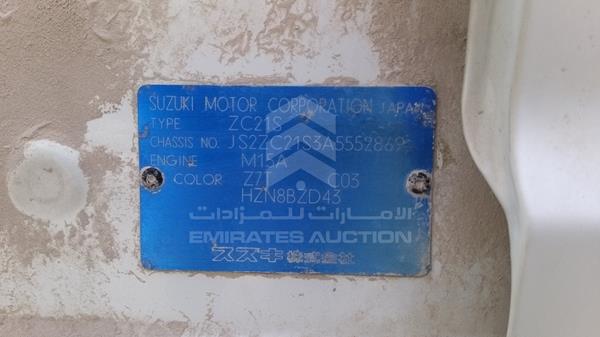 SUZUKI MOTOR CORPORATION JAPAN
TYPE ZC21S
CHASSIS NO. JS2ZC21S3A5552869
ENGINE M15A
COLOR Z7T C03
HZN8BZD43
الامارات للمزادات
EMIRATES AUCTION
スズキ株式会社